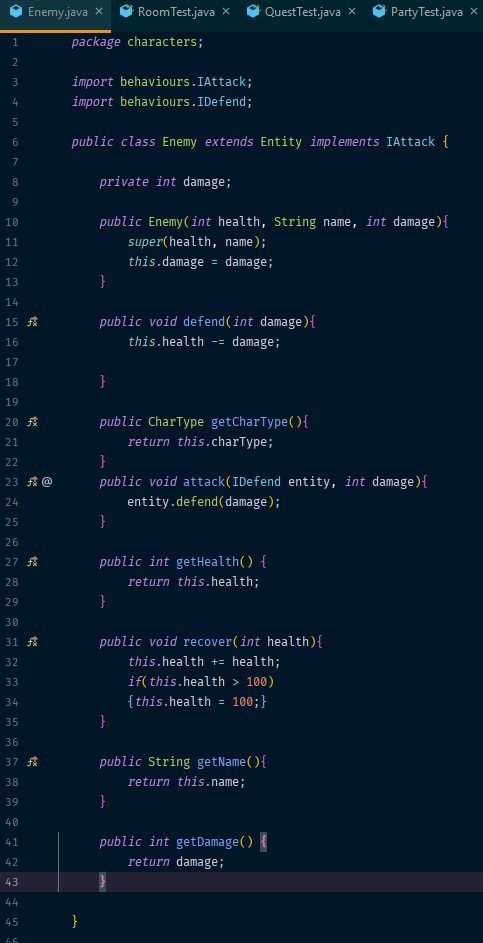 Enemy.java × RoomTest.java × QuestTest.java × PartyTest.java ×
1 package characters;
2
3 import behaviours.IAttack;
4 import behaviours.IDefend;
5
6 public class Enemy extends Entity implements IAttack {
7
8 private int damage;
9
10 public Enemy(int health, String name, int damage){
11 super(health, name);
12 this.damage = damage;
13 }
14
15 public void defend(int damage){
16 this.health -= damage;
17
18 }
19
20 public CharType getCharType(){
21 return this.charType;
22 }
23 @ public void attack(IDefend entity, int damage){
24 entity.defend(damage);
25 }
26
27 public int getHealth() {
28 return this.health;
29 }
30
31 public void recover(int health){
32 this.health += health;
33 if(this.health > 100)
34 {this.health = 100;}
35 }
36
37 public String getName(){
38 return this.name;
39 }
40
41 public int getDamage() {
42 return damage;
43 }
44
45 }
46